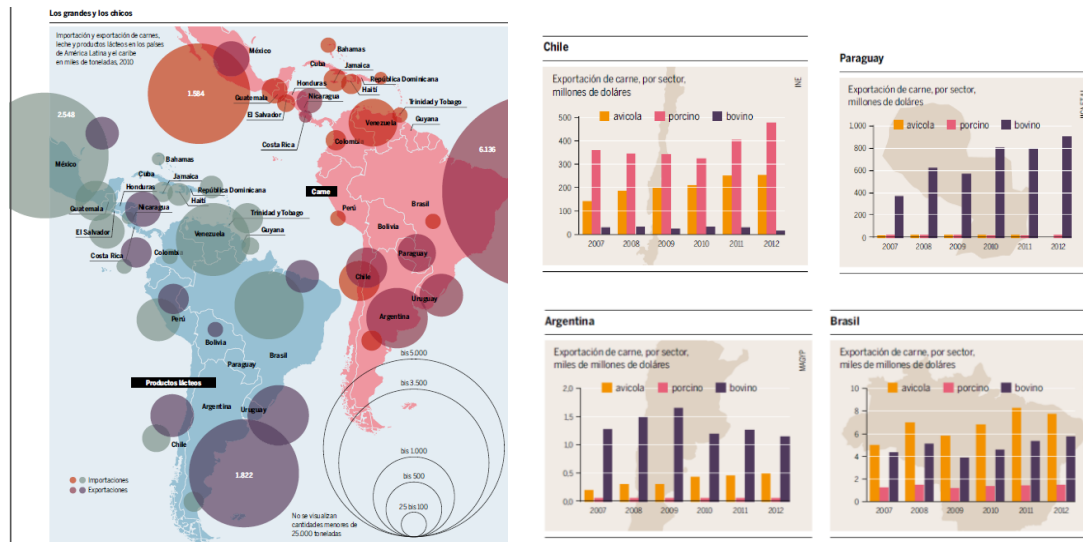 Los grandes y los chicos
Importación y exportación de carnes,
leche y productos lácteos en los países
de América Latina y el caribe
en miles de toneladas, 2010
México
Bahamas
Cuba
Jamaica
República Dominicana
Honduras
Haití
1.584
Guatemala
Nicaragua
El Salvador
Trinidad y Tobago
Venezuela
Guyana
Costa Rica
Colombia
2.548
6.136
México
Bahamas
Cuba
Jamaica
Honduras
República Dominicana
Haití
Carne
Guatemala
Nicaragua
Perú
Brasil
Trinidad y Tobago
El Salvador
Venezuela
Guyana
Bolivia
Costa Rica
Colombia
Paraguay
Chile
Uruguay
Perú
Argentina
Bolivia
Brasil
Paraguay
bis 5.000
Productos lácteos
bis 3.500
Argentina
Uruguay
Chile
bis 1.000
1.822
bis 500
Importaciones
Exportaciones
25 bis 100
No se visualizan
cantidades menores de
25.000 toneladas
Chile
Exportación de carne, por sector,
millones de doláres
INE
avicola porcino bovino
500
400
300
200
100
0
2007 2008 2009 2010 2011 2012
Paraguay
Exportación de carne, por sector,
millones de doláres
avicola porcino bovino
1.000
800
600
400
200
0
2007 2008 2009 2010 2011 2012
Argentina
Exportación de carne, por sector,
miles de millones de doláres
MAGYP
avicola porcino bovino
2.0
1.5
1.0
0.5
0.0
2007 2008 2009 2010 2011 2012
Brasil
Exportación de carne, por sector,
miles de millones de doláres
avicola porcino bovino
10
8
6
4
2
0
2007 2008 2009 2010 2011 2012